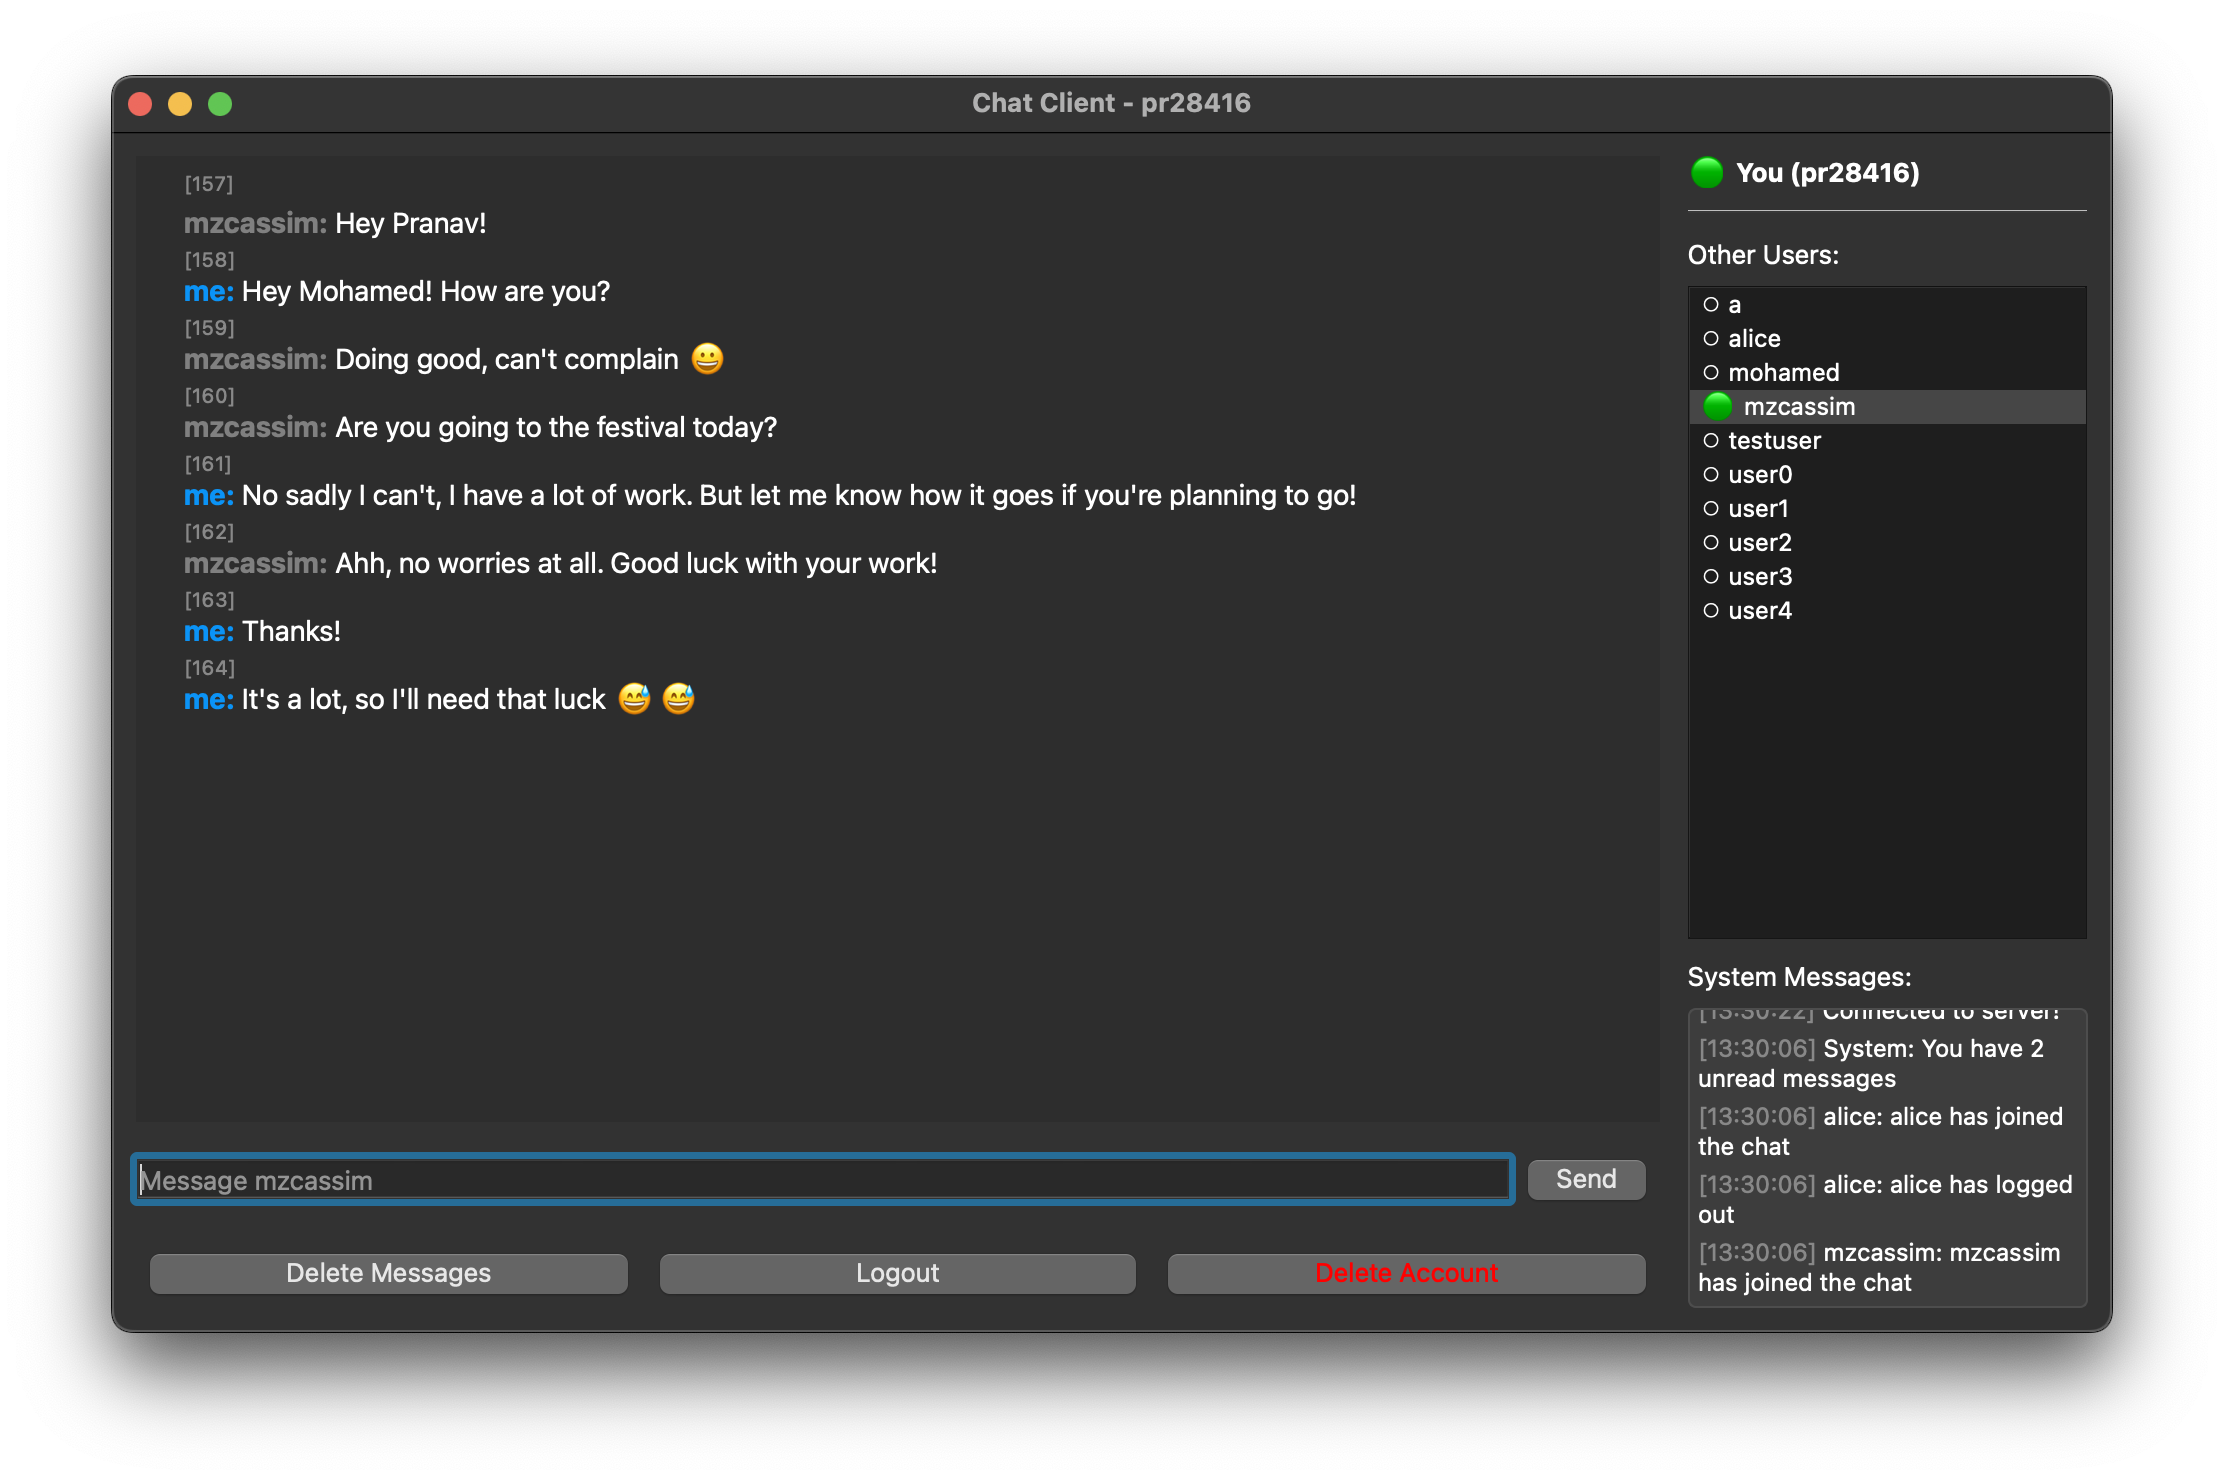 Chat Client - pr28416
[157]
mzcassim: Hey Pranav!
[158]
me: Hey Mohamed! How are you?
[159]
mzcassim: Doing good, can't complain 😀
[160]
mzcassim: Are you going to the festival today?
[161]
me: No sadly I can't, I have a lot of work. But let me know how it goes if you're planning to go!
[162]
mzcassim: Ahh, no worries at all. Good luck with your work!
[163]
me: Thanks!
[164]
me: It's a lot, so I'll need that luck 😅 😅
Message mzcassim
Send
Delete Messages
Logout
Delete Account
You (pr28416)
Other Users:
a
alice
mohamed
mzcassim
testuser
user0
user1
user2
user3
user4
System Messages:
[13:30:22] Connected to server!
[13:30:06] System: You have 2
unread messages
[13:30:06] alice: alice has joined
the chat
[13:30:06] alice: alice has logged
out
[13:30:06] mzcassim: mzcassim
has joined the chat